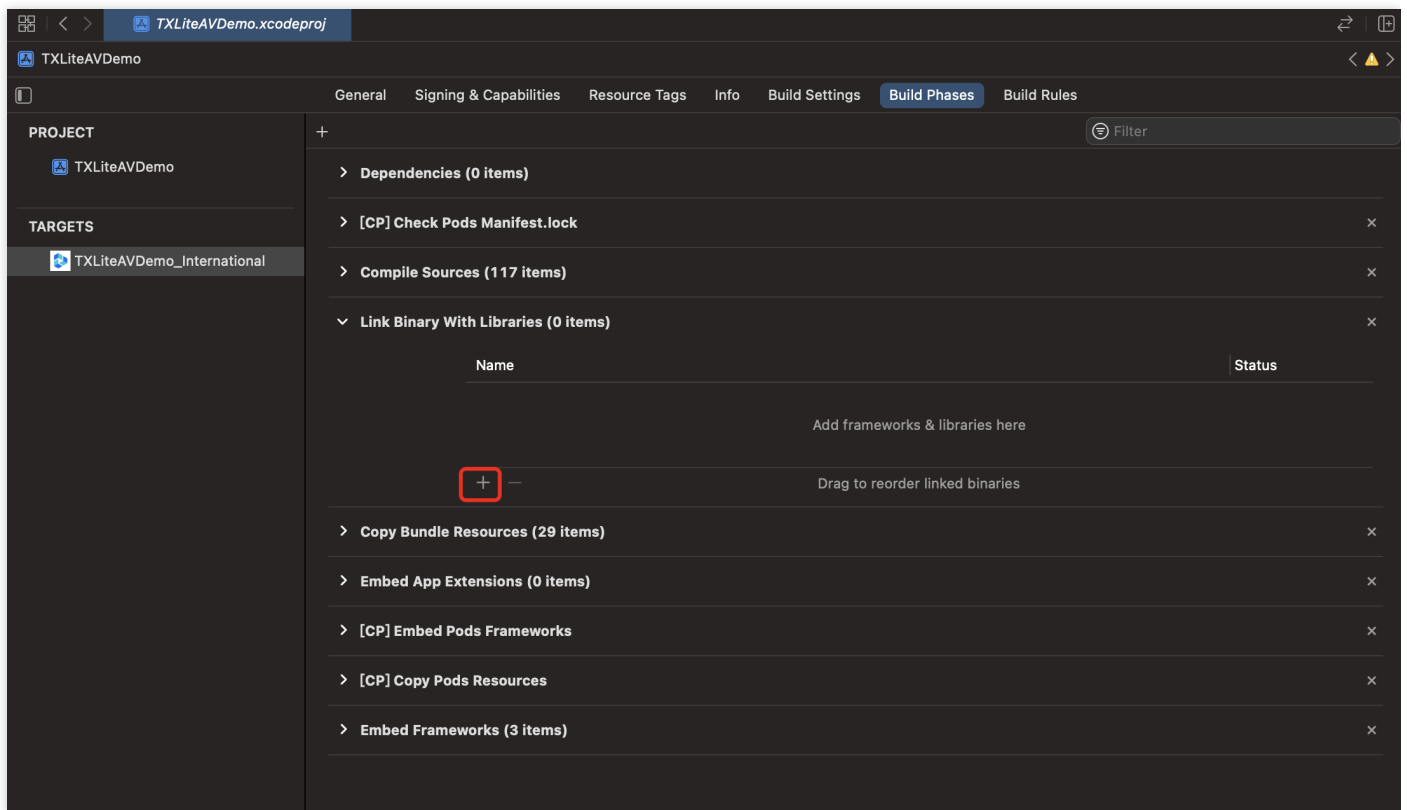 TXLiteAVDemo.xcodeproj
TXLiteAVDemo
General Signing & Capabilities Resource Tags Info Build Settings Build Phases Build Rules
PROJECT
TXLiteAVDemo
TARGETS
TXLiteAVDemo_International
Filter
Dependencies (0 items)
[CP] Check Pods Manifest.lock
Compile Sources (117 items)
Link Binary With Libraries (0 items)
Name Status
Add frameworks & libraries here
Drag to reorder linked binaries
Copy Bundle Resources (29 items)
Embed App Extensions (0 items)
[CP] Embed Pods Frameworks
[CP] Copy Pods Resources
Embed Frameworks (3 items)